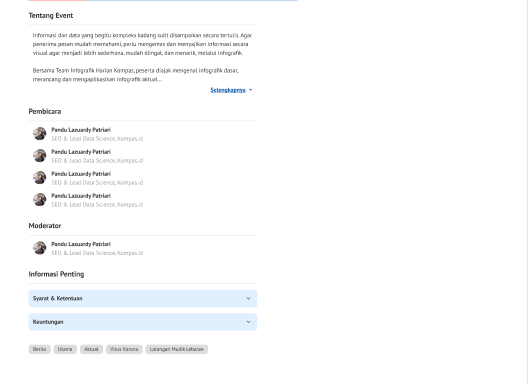 Tentang Event
Informasi dan data yang begitu kompleks kadang sulit disampaikan secara tertulis. Agar
penerima pesan mudah memahami, perlu mengemas dan menyajikan informasi secara
visual agar menjadi lebih sederhana, mudah diingat, dan menarik, melalui infografik.
Bersama Team Infografik Harian Kompas, peserta diajak mengenal infografik dasar,
merancang dan mengaplikasikan infografik aktual...
Selengkapnya
Pembicara
Pandu Lazuardy Patriari
SEO & Lead Data Science, Kompas.id
Pandu Lazuardy Patriari
SEO & Lead Data Science, Kompas.id
Pandu Lazuardy Patriari
SEO & Lead Data Science, Kompas.id
Pandu Lazuardy Patriari
SEO & Lead Data Science, Kompas.id
Moderator
Pandu Lazuardy Patriari
SEO & Lead Data Science, Kompas.id
Informasi Penting
Syarat & Ketentuan
Keuntungan
Berita Utama Aktual Virus Korona Larangan Mudik Lebaran